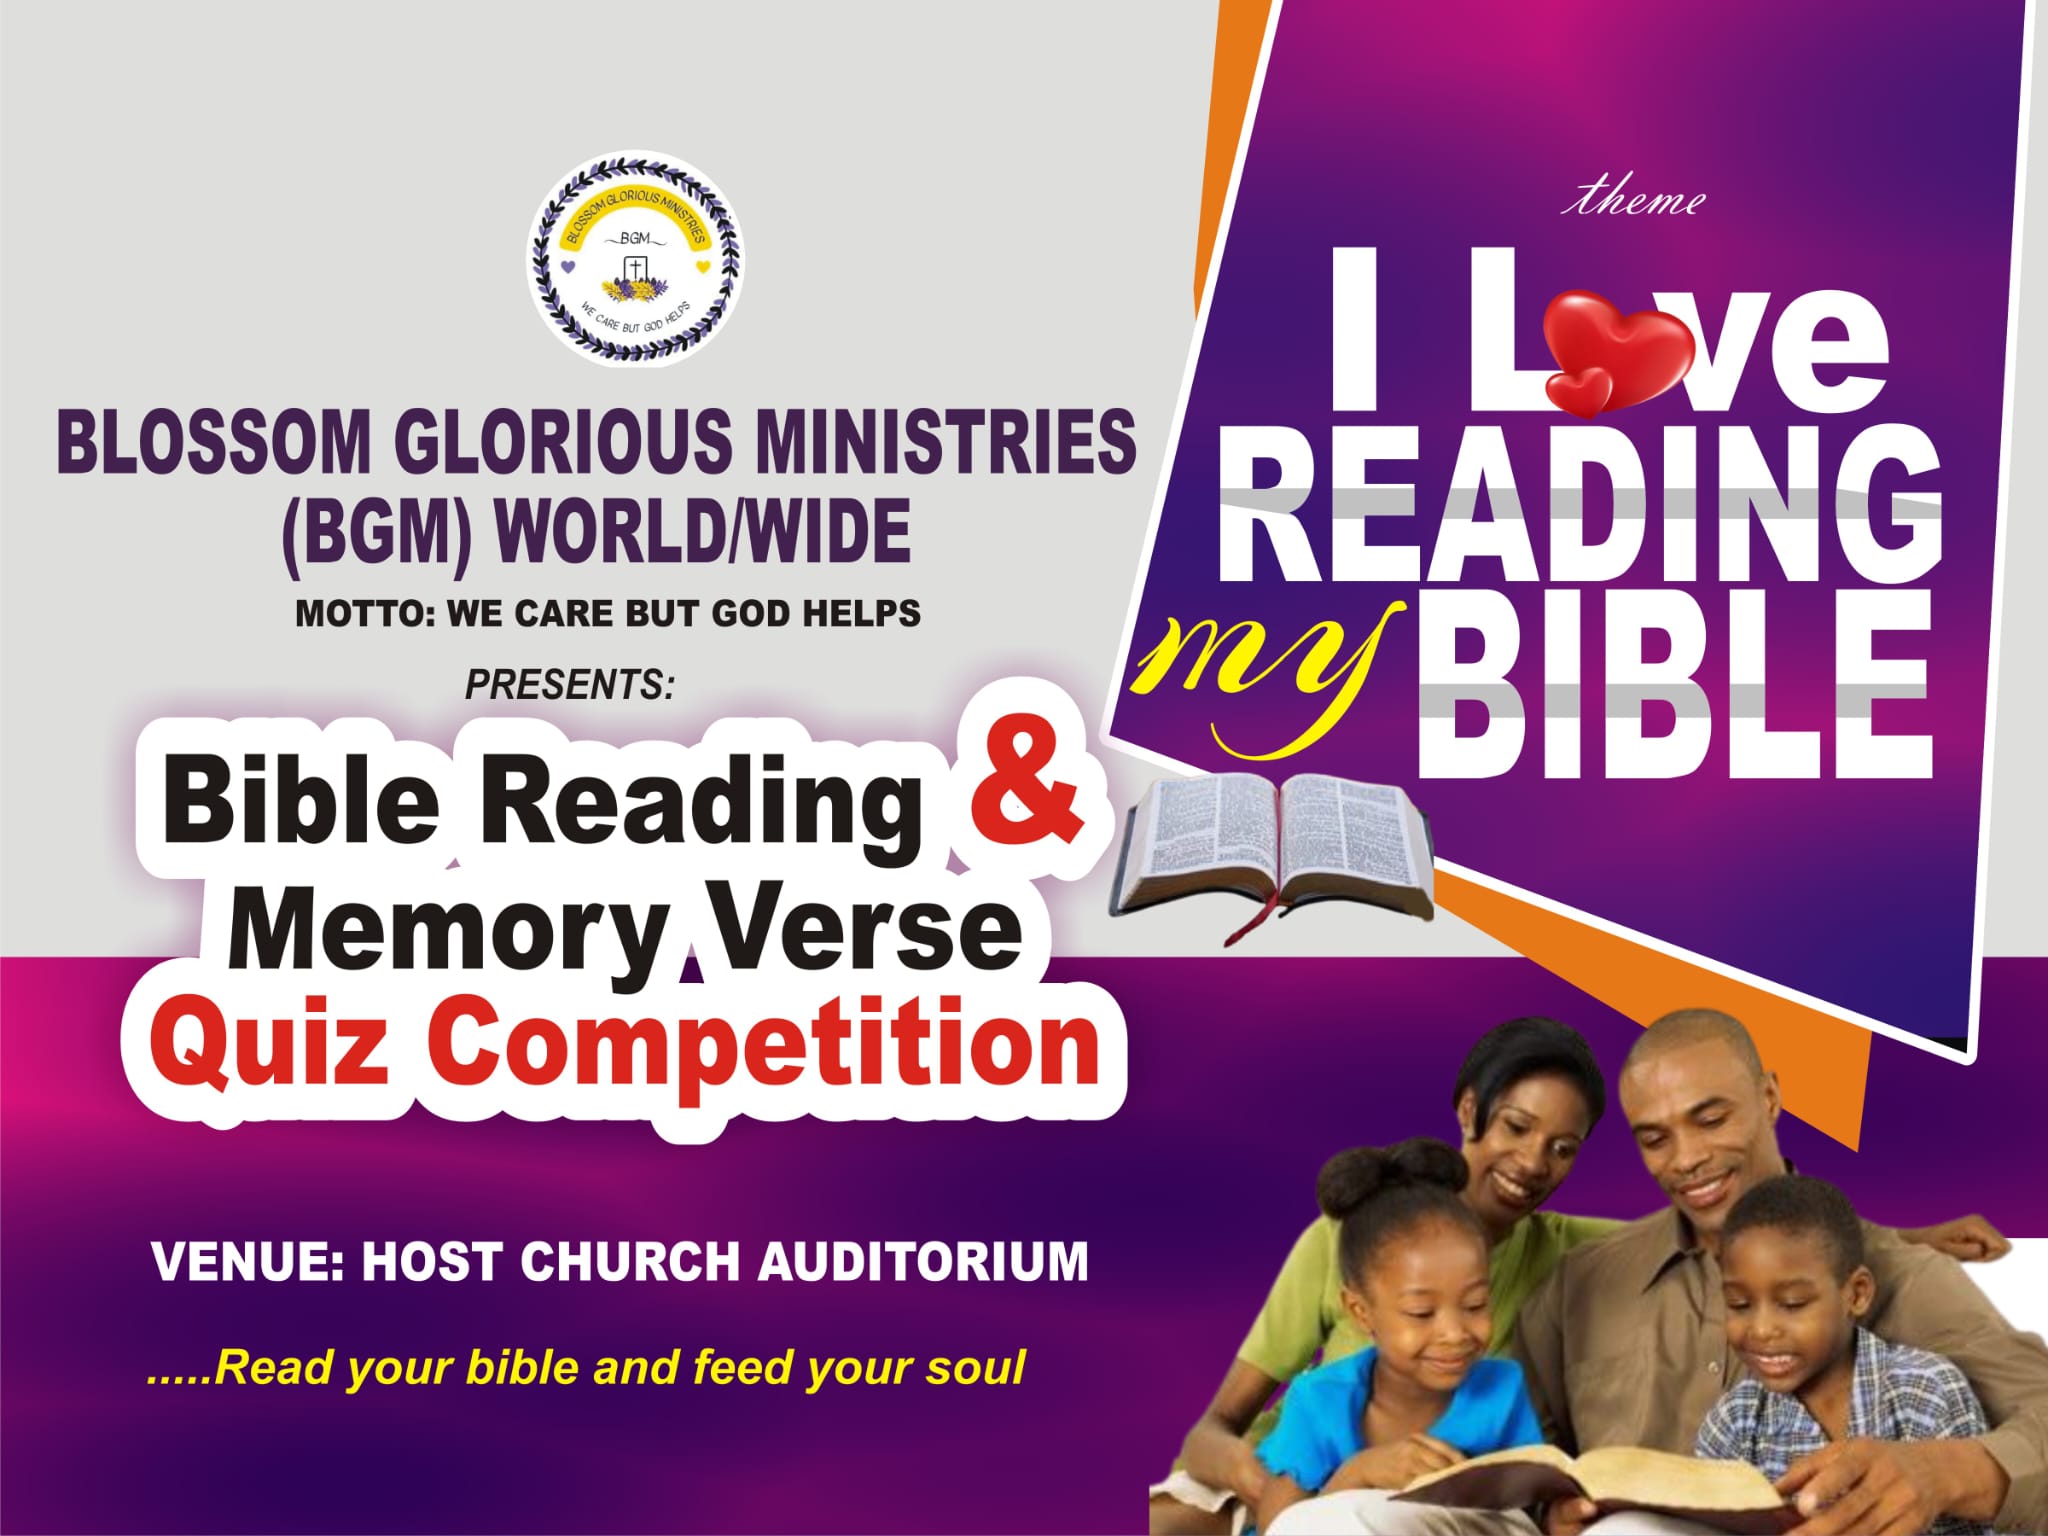 BLOSSOM GLORIOUS MINISTRIES
BGM
WE CARE BUT GOD HELPS
BLOSSOM GLORIOUS MINISTRIES
(BGM) WORLD/WIDE
MOTTO: WE CARE BUT GOD HELPS
PRESENTS:
Bible Reading &
Memory Verse
Quiz Competition
VENUE: HOST CHURCH AUDITORIUM
.....Read your bible and feed your soul
theme
I Love
READING
my BIBLE